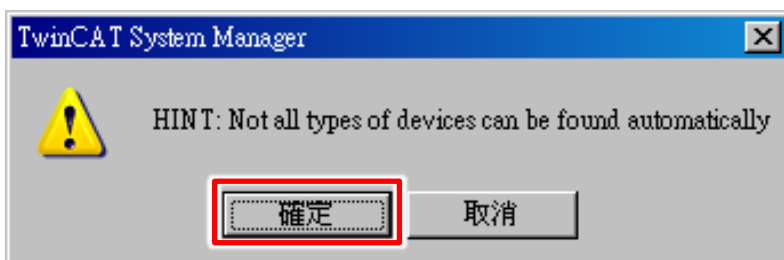 TwinCAT System Manager
HINT: Not all types of devices can be found automatically
確定 取消